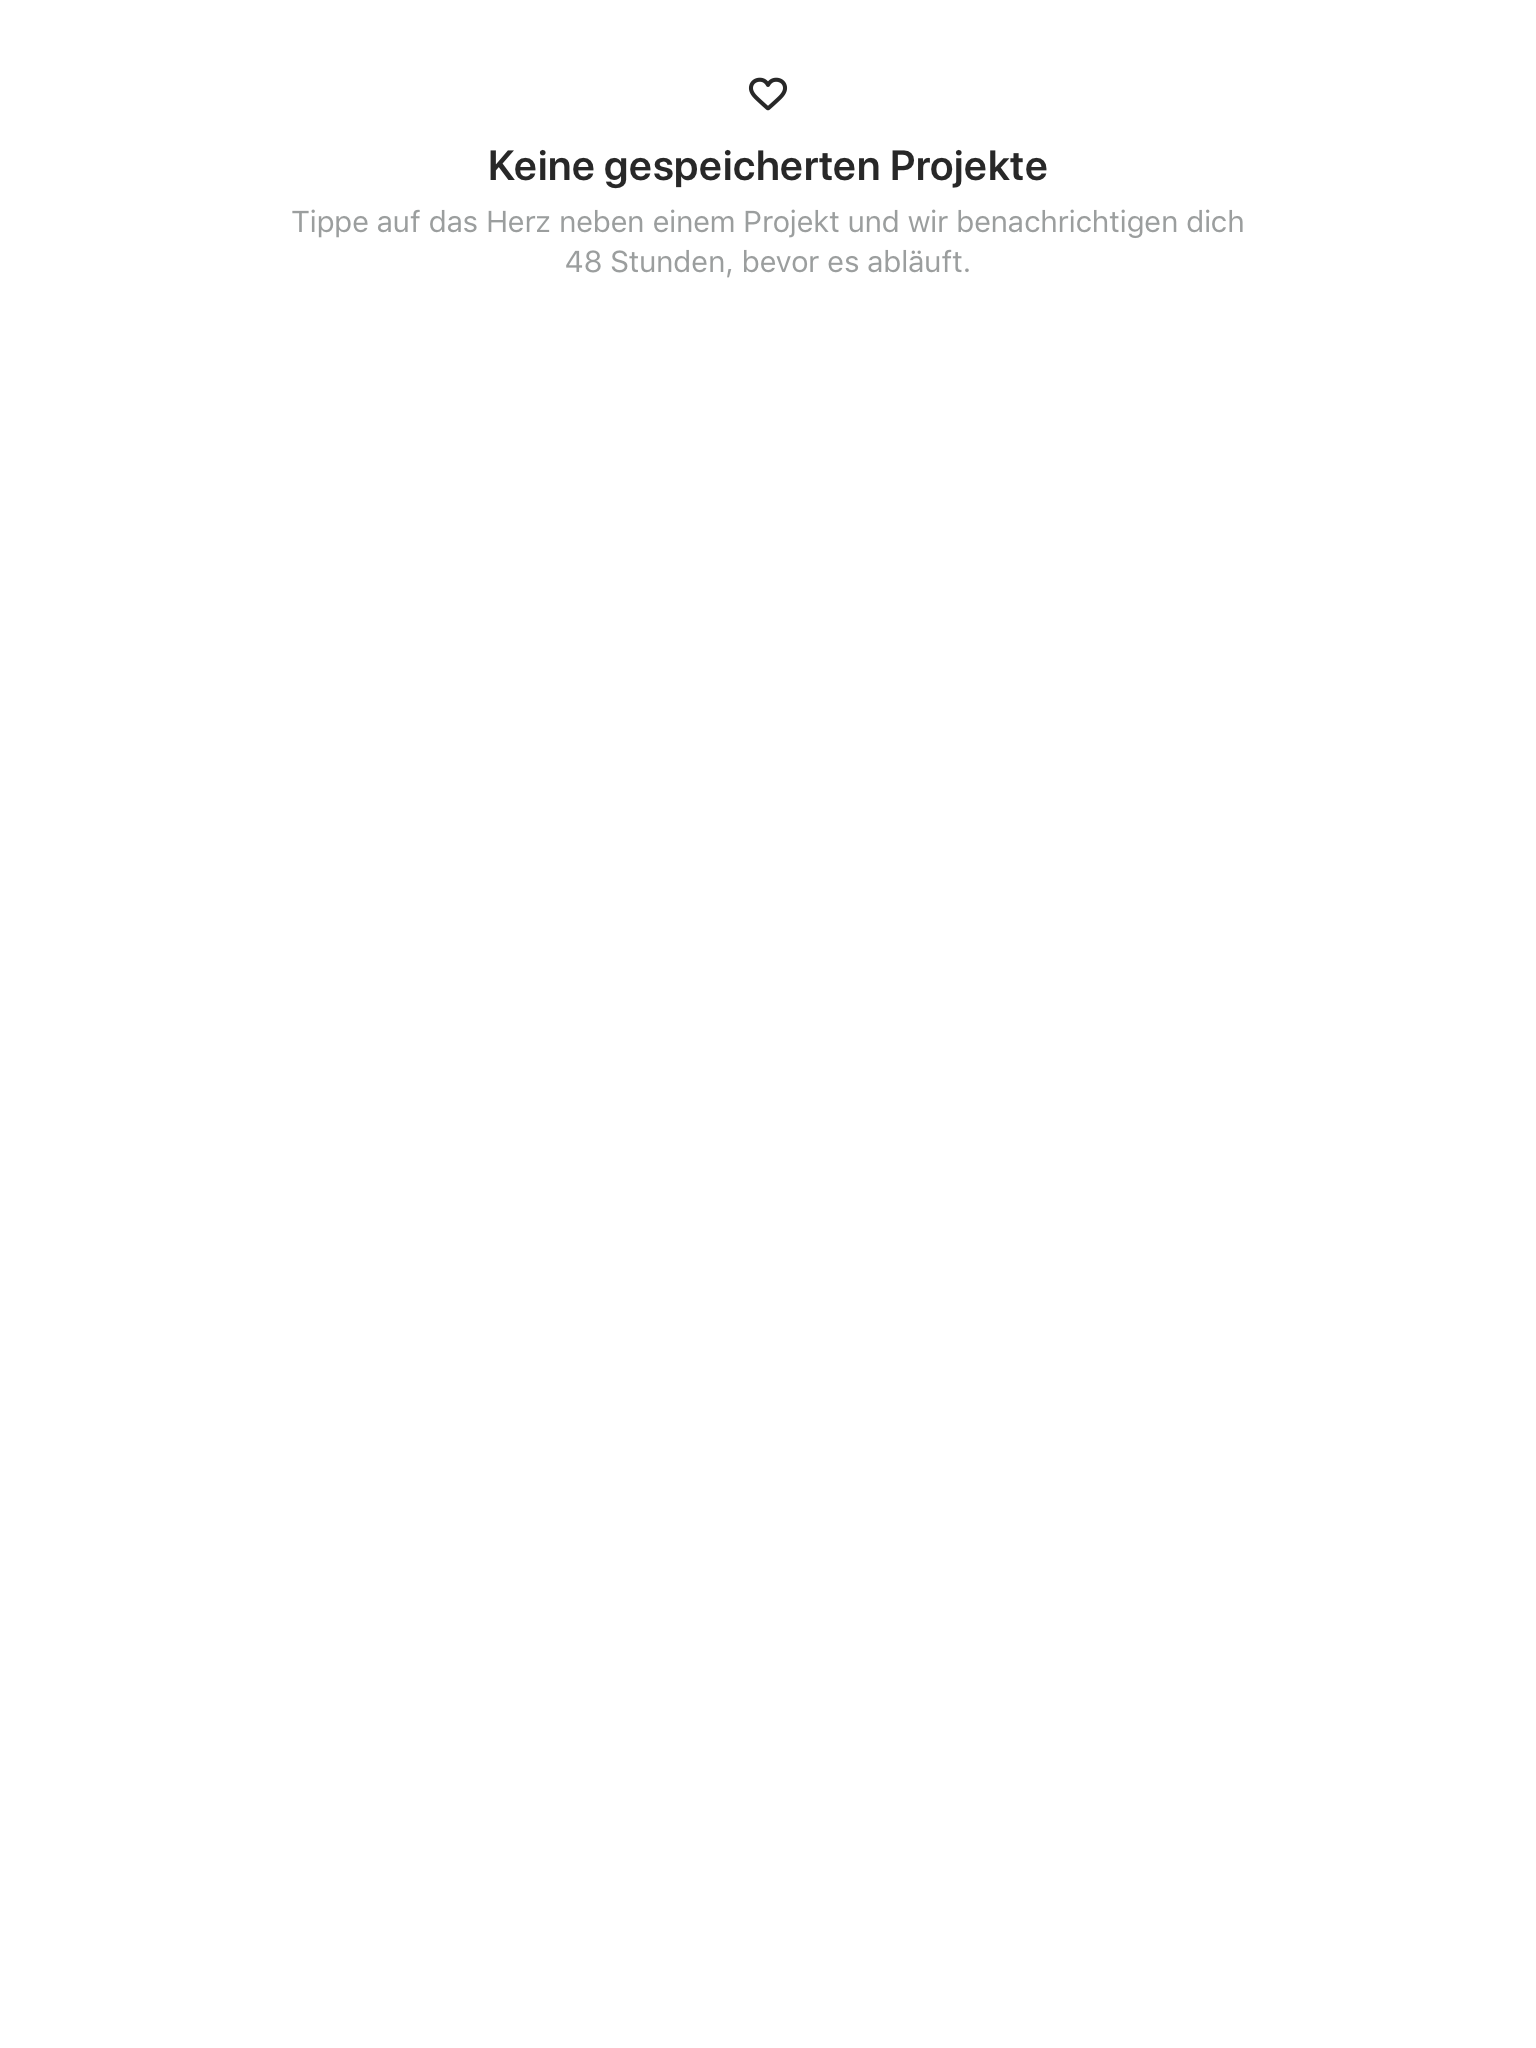 Keine gespeicherten Projekte
Tippe auf das Herz neben einem Projekt und wir benachrichtigen dich
48 Stunden, bevor es abläuft.